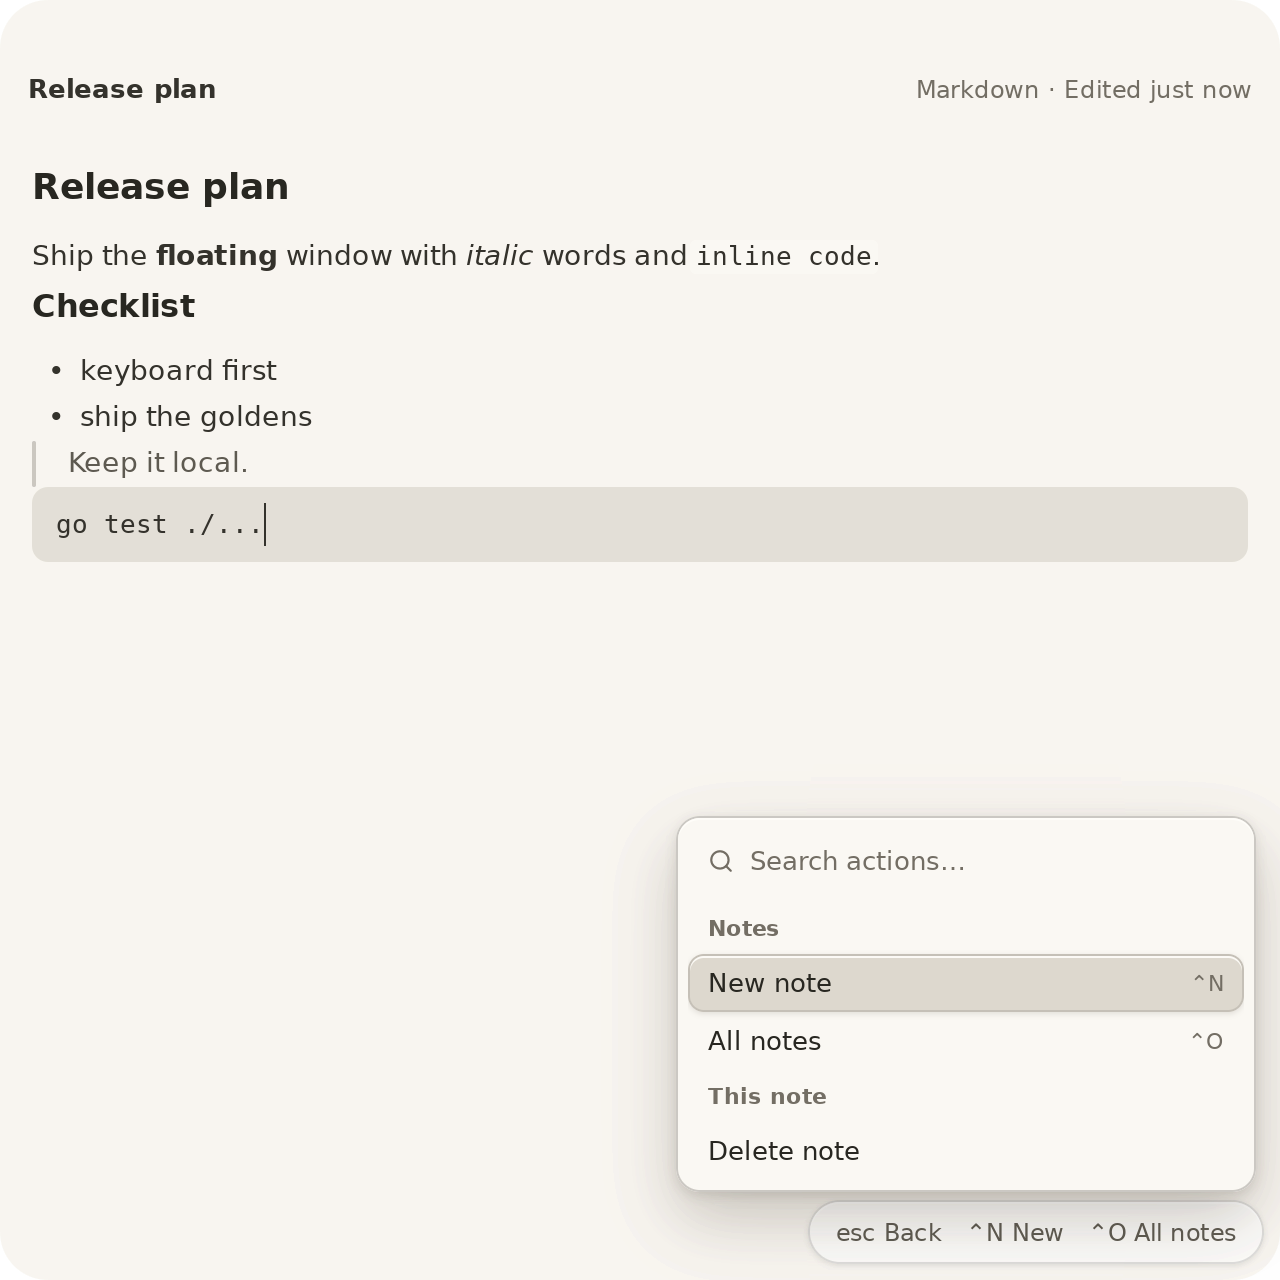 Release plan
Markdown · Edited just now
Release plan
Ship the floating window with italic words and inline code.
Checklist
• keyboard first
• ship the goldens
Keep it local.
go test ./...
Search actions...
Notes
New note ⌃N
All notes ⌃O
This note
Delete note
esc Back ⌃N New ⌃O All notes